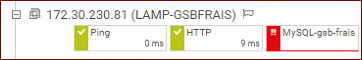 172.30.230.81 (LAMP-GSBFRAIS)
Ping
0 ms
HTTP
9 ms
!!
MySQL-gsb-frais